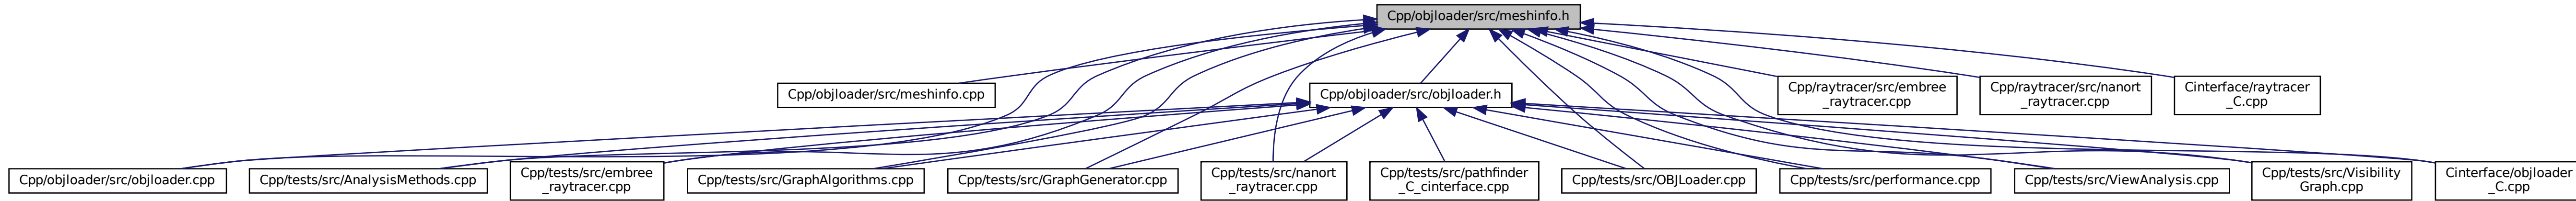 Cpp/objloader/src/meshinfo.h
Cpp/objloader/src/meshinfo.cpp
Cpp/objloader/src/objloader.h
Cpp/raytracer/src/embree
_raytracer.cpp
Cpp/raytracer/src/nanort
_raytracer.cpp
Cinterface/raytracer
_C.cpp
Cpp/objloader/src/objloader.cpp
Cpp/tests/src/AnalysisMethods.cpp
Cpp/tests/src/embree
_raytracer.cpp
Cpp/tests/src/GraphAlgorithms.cpp
Cpp/tests/src/GraphGenerator.cpp
Cpp/tests/src/nanort
_raytracer.cpp
Cpp/tests/src/pathfinder
_C_cinterface.cpp
Cpp/tests/src/OBJLoader.cpp
Cpp/tests/src/performance.cpp
Cpp/tests/src/ViewAnalysis.cpp
Cpp/tests/src/Visibility
Graph.cpp
Cinterface/objloader
_C.cpp